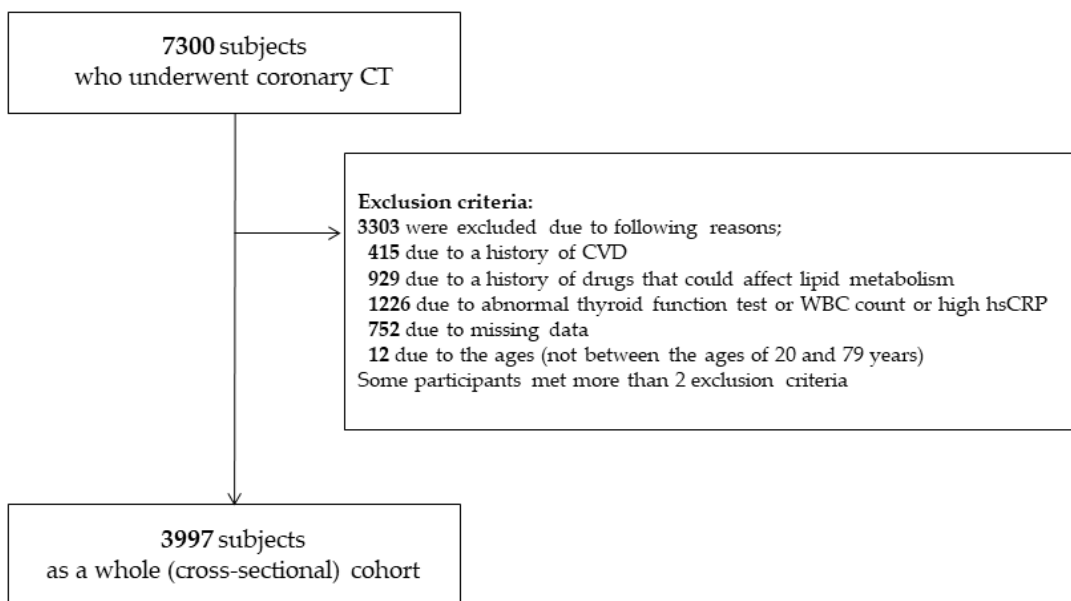 7300 subjects
who underwent coronary CT
Exclusion criteria:
3303 were excluded due to following reasons;
415 due to a history of CVD
929 due to a history of drugs that could affect lipid metabolism
1226 due to abnormal thyroid function test or WBC count or high hsCRP
752 due to missing data
12 due to the ages (not between the ages of 20 and 79 years)
Some participants met more than 2 exclusion criteria
3997 subjects
as a whole (cross-sectional) cohort